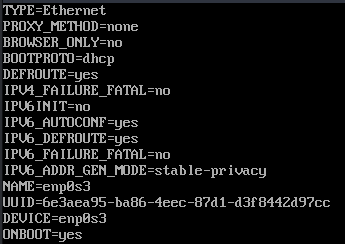 TYPE=Ethernet
PROXY_METHOD=none
BROWSER_ONLY=no
BOOTPROTO=dhcp
DEFROUTE=yes
IPV4_FAILURE_FATAL=no
IPV6INIT=no
IPV6_AUTOCONF=yes
IPV6_DEFROUTE=yes
IPV6_FAILURE_FATAL=no
IPV6_ADDR_GEN_MODE=stable-privacy
NAME=enp0s3
UUID=6e3aea95-ba86-4eec-87d1-d3f8442d97cc
DEVICE=enp0s3
ONBOOT=yes